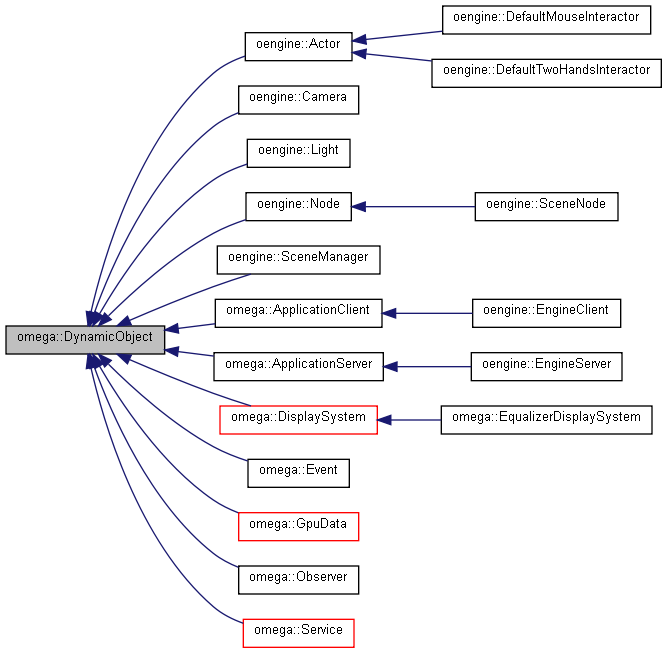 oengine::DefaultMouseInteractor
oengine::Actor
oengine::DefaultTwoHandsInteractor
oengine::Camera
oengine::Light
oengine::Node
oengine::SceneNode
oengine::SceneManager
omega::ApplicationClient
oengine::EngineClient
omega::DynamicObject
omega::ApplicationServer
oengine::EngineServer
omega::DisplaySystem
omega::EqualizerDisplaySystem
omega::Event
omega::GpuData
omega::Observer
omega::Service